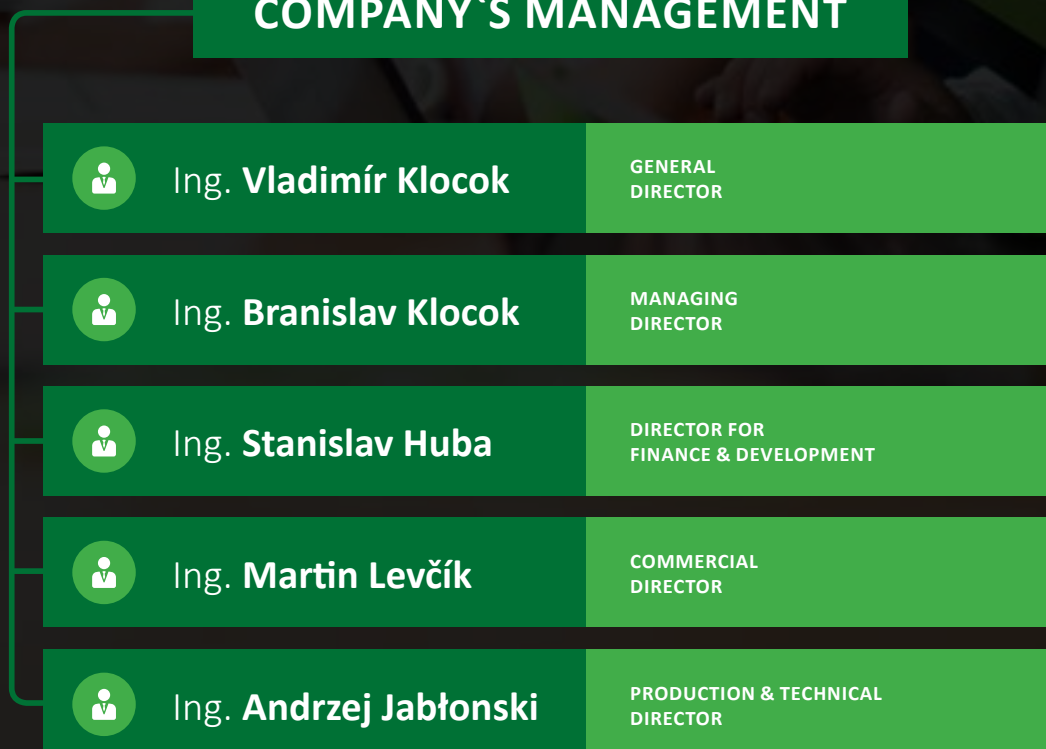 COMPANY`S MANAGEMENT
Ing. Vladimír Klocok
GENERAL
DIRECTOR
Ing. Branislav Klocok
MANAGING
DIRECTOR
Ing. Stanislav Huba
DIRECTOR FOR
FINANCE & DEVELOPMENT
Ing. Martin Levčík
COMMERCIAL
DIRECTOR
Ing. Andrzej Jabłonski
PRODUCTION & TECHNICAL
DIRECTOR